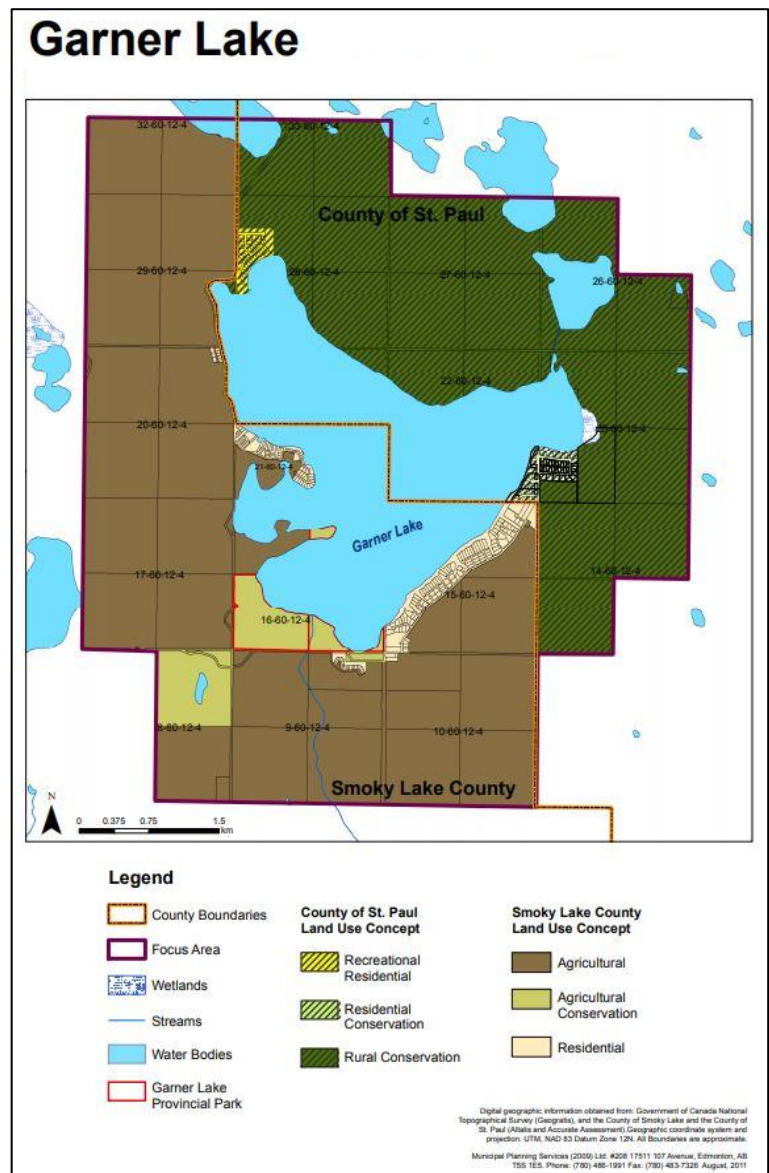 Garner Lake
32-60-12-4
33-60-12-4
County of St. Paul
29-60-12-4
28-60-12-4
27-60-12-4
26-60-12-4
22-60-12-4
20-60-12-4
23-60-12-4
21-60-12-4
Garner Lake
17-60-12-4
14-60-12-4
15-60-12-4
16-60-12-4
8-60-12-4
9-60-12-4
10-60-12-4
Smoky Lake County
N
0 0.375 0.75 1.5
km
Legend
County Boundaries
Focus Area
Wetlands
Streams
Water Bodies
Garner Lake
Provincial Park
County of St. Paul
Land Use Concept
Recreational
Residential
Residential
Conservation
Rural Conservation
Smoky Lake County
Land Use Concept
Agricultural
Agricultural
Conservation
Residential
Digital geographic information obtained from: Government of Canada National
Topographical Survey (Geogratis), and the County of Smoky Lake and the County of
St. Paul (Altalis and Accurate Assessment).Geographic coordinate system and
projection: UTM, NAD 83 Datum Zone 12N. All Boundaries are approximate.
Municipal Planning Services (2009) Ltd. #208 17511 107 Avenue, Edmonton, AB
T5S 1E5. Phone: (780) 486-1991 Fax: (780) 483-7326 August, 2011